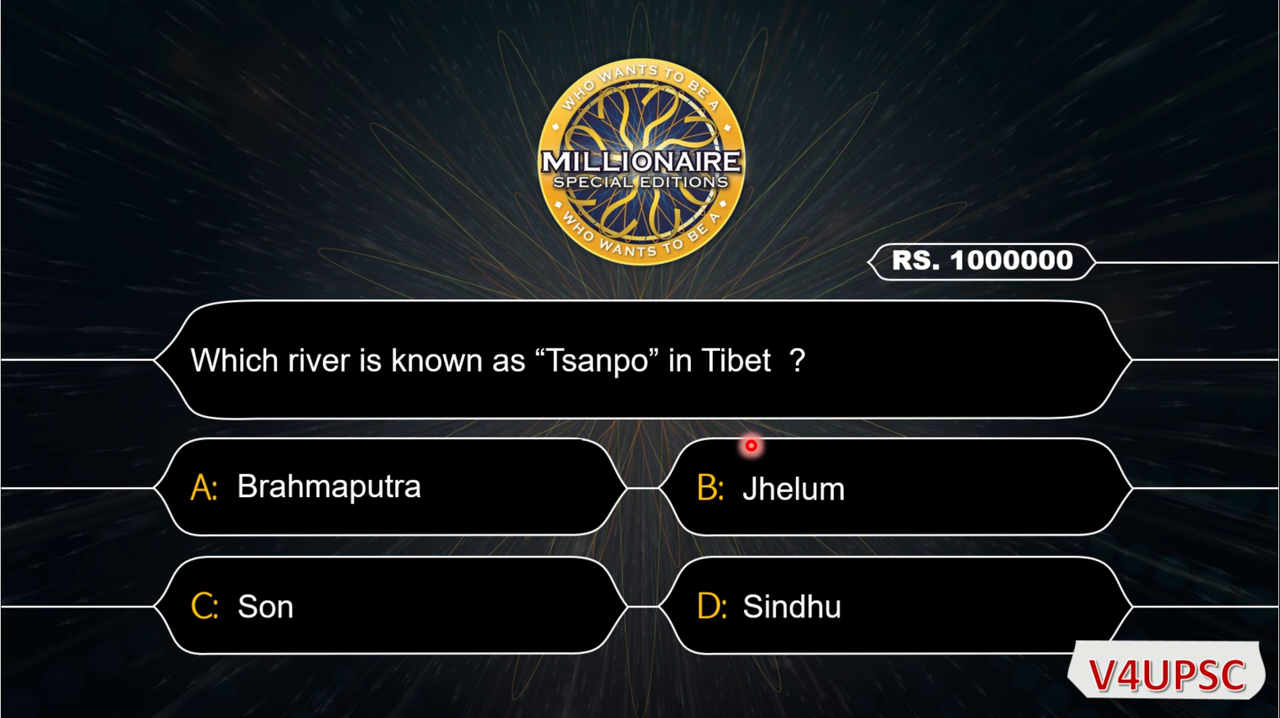 WHO WANTS TO BE A
MILLIONAIRE
SPECIAL EDITIONS
WHO WANTS TO BE A
RS. 1000000
Which river is known as “Tsanpo” in Tibet  ?
A: Brahmaputra
B: Jhelum
C: Son
D: Sindhu
V4UPSC